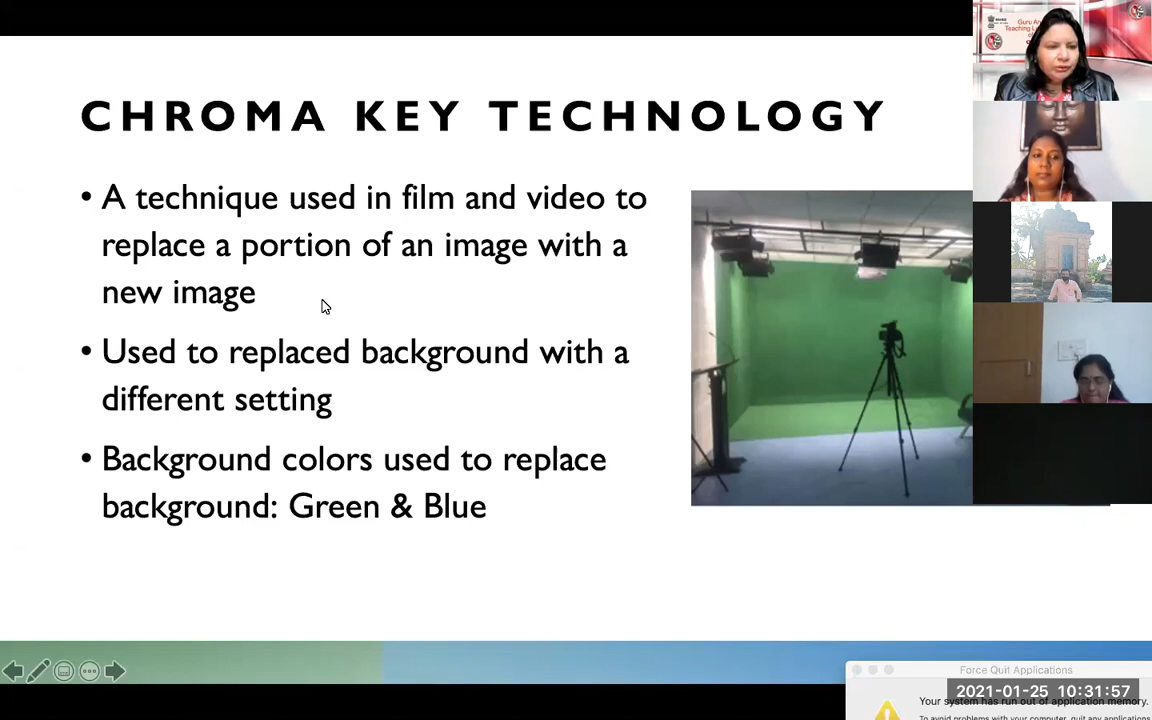 CHROMA KEY TECHNOLOGY
• A technique used in film and video to
replace a portion of an image with a
new image
• Used to replaced background with a
different setting
• Background colors used to replace
background: Green & Blue
Guru
Teaching
Force Quit Applications
2021-01-25 10:31:57
Your system has run out of application memory.
To avoid problems with your computer, quit any applications